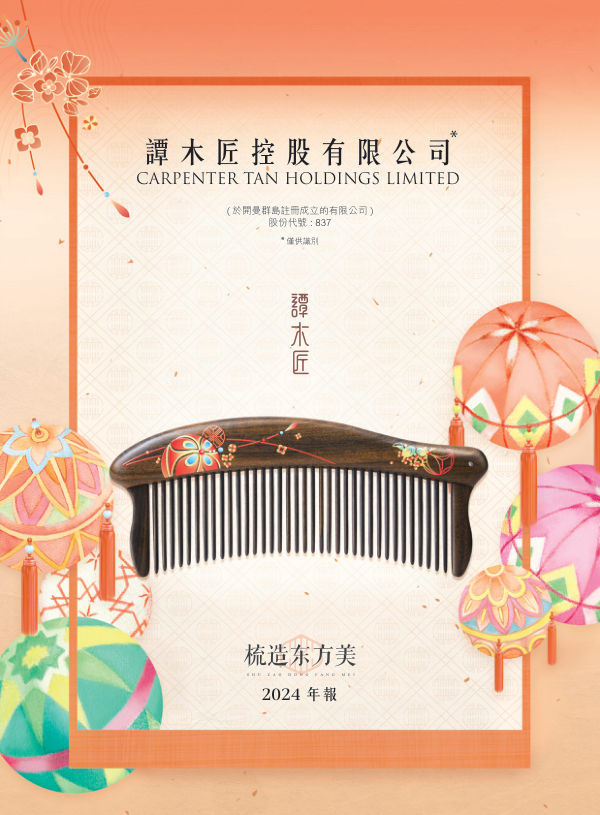 譚木匠控股有限公司*
CARPENTER TAN HOLDINGS LIMITED
(於開曼群島註冊成立的有限公司)
股份代號 : 837
* 僅供識別
譚木匠
梳造东方美
SHU ZAO DONG FANG MEI
2024 年報